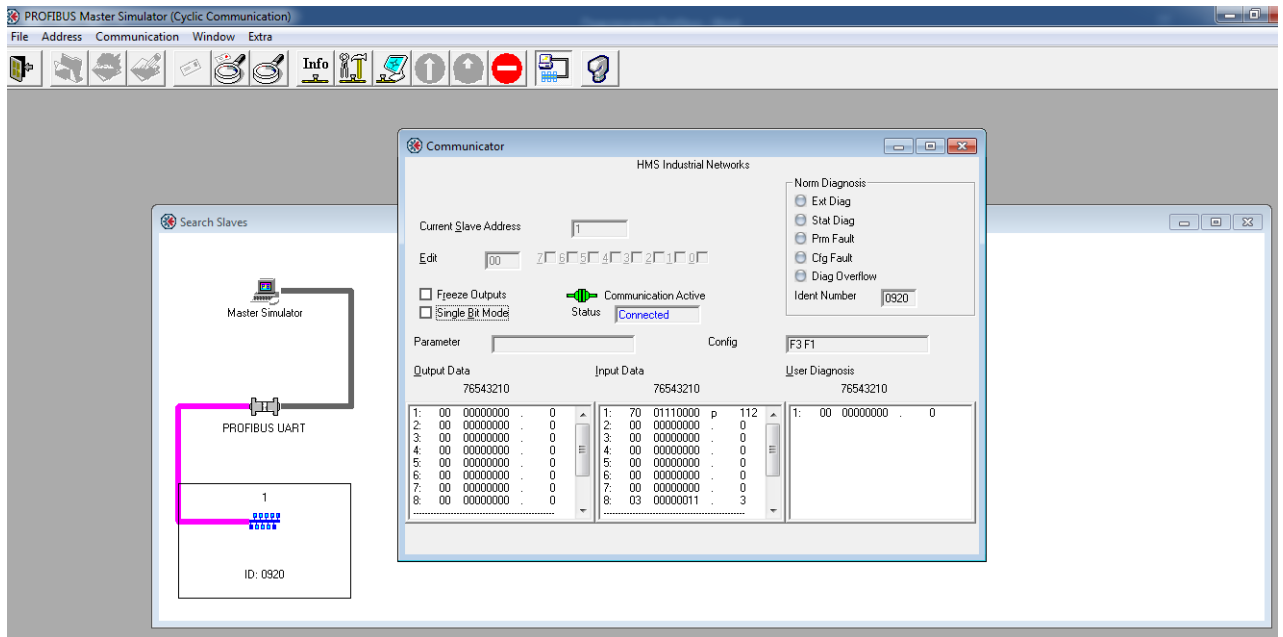 PROFIBUS Master Simulator (Cyclic Communication)
File Address Communication Window Extra
Info
Communicator
HMS Industrial Networks
Norm Diagnosis
Ext Diag
Stat Diag
Prm Fault
Cfg Fault
Diag Overflow
Ident Number 0920
Current Slave Address 1
Edit 00 7 6 5 4 3 2 1 0
Freeze Outputs
Communication Active
Single Bit Mode
Status Connected
Parameter
Config F3 F1
Output Data
76543210
1: 00 00000000 . 0
2: 00 00000000 . 0
3: 00 00000000 . 0
4: 00 00000000 . 0
5: 00 00000000 . 0
6: 00 00000000 . 0
7: 00 00000000 . 0
8: 00 00000000 . 0
Input Data
76543210
1: 70 01110000 p 112
2: 00 00000000 . 0
3: 00 00000000 . 0
4: 00 00000000 . 0
5: 00 00000000 . 0
6: 00 00000000 . 0
7: 00 00000000 . 0
8: 03 00000011 . 3
User Diagnosis
76543210
1: 00 00000000 . 0
Search Slaves
Master Simulator
PROFIBUS UART
1
ID: 0920